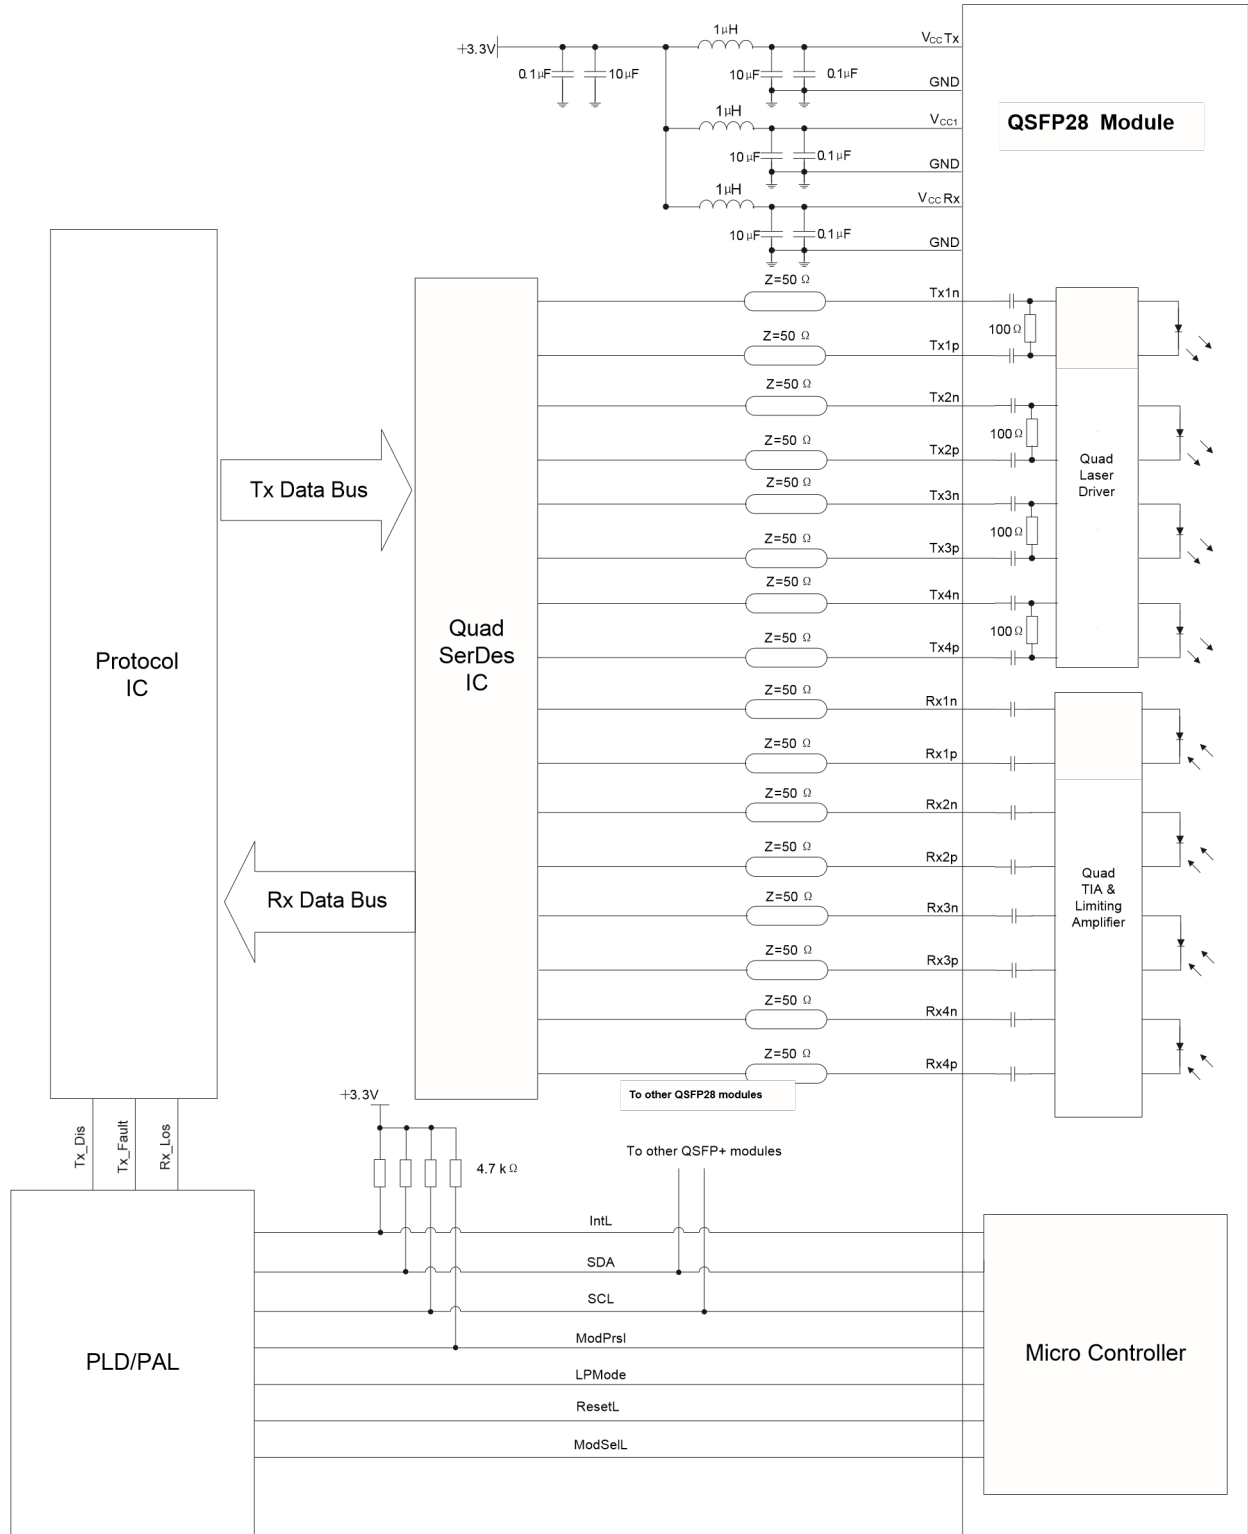 1μH
+3.3V
VCC Tx
0.1μF
10μF
10μF
0.1μF
GND
1μH
VCC1
QSFP28 Module
10μF
0.1μF
GND
1μH
VCC Rx
10μF
0.1μF
GND
Z=50 Ω
Tx1n
100Ω
Z=50 Ω
Tx1p
Z=50 Ω
Tx2n
100Ω
Z=50 Ω
Tx2p
Z=50 Ω
Tx3n
100Ω
Z=50 Ω
Tx3p
Z=50 Ω
Tx4n
100Ω
Z=50 Ω
Tx4p
Quad
Laser
Driver
Tx Data Bus
Protocol
IC
Quad
SerDes
IC
Z=50 Ω
Rx1n
Z=50 Ω
Rx1p
Z=50 Ω
Rx2n
Z=50 Ω
Rx2p
Z=50 Ω
Rx3n
Z=50 Ω
Rx3p
Z=50 Ω
Rx4n
Z=50 Ω
Rx4p
Quad
TIA &
Limiting
Amplifier
Rx Data Bus
To other QSFP28 modules
+3.3V
Tx_Dis
Tx_Fault
Rx_Los
4.7 kΩ
To other QSFP+ modules
IntL
SDA
SCL
ModPrsl
LPMode
ResetL
ModSelL
PLD/PAL
Micro Controller